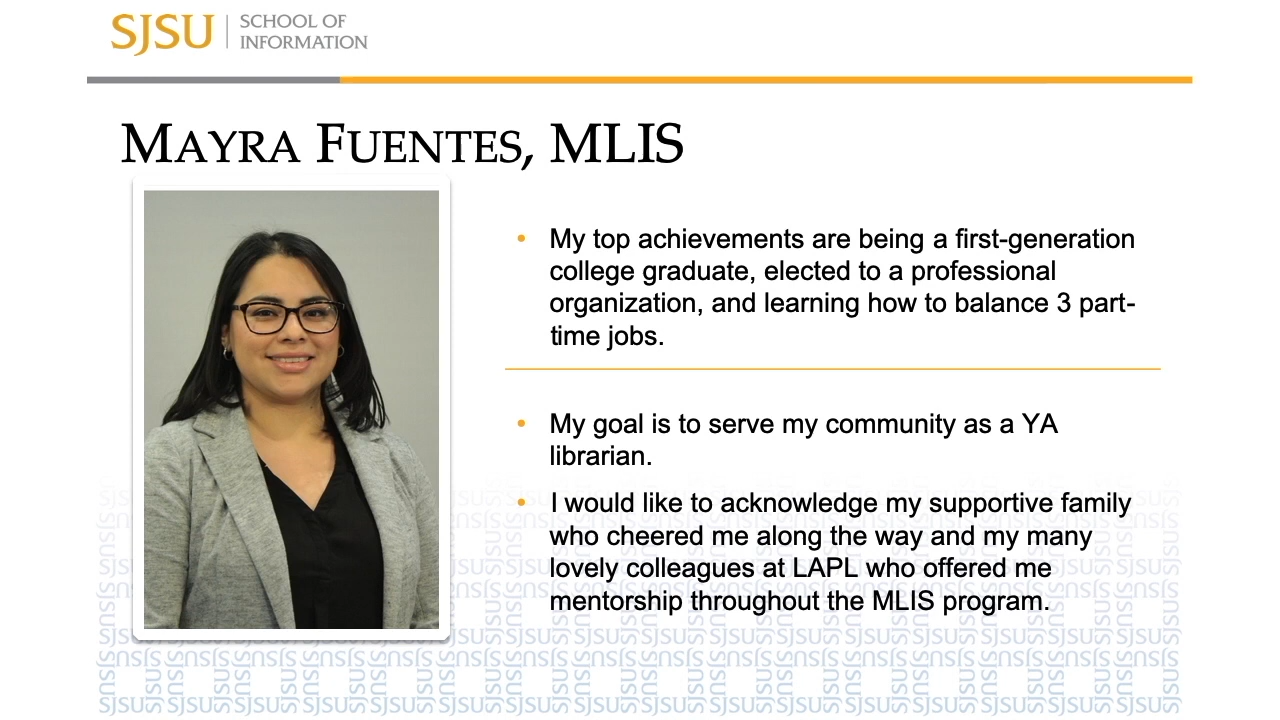 SJSU SCHOOL OF
INFORMATION
MAYRA FUENTES, MLIS
• My top achievements are being a first-generation
college graduate, elected to a professional
organization, and learning how to balance 3 part-
time jobs.
• My goal is to serve my community as a YA
librarian.
• I would like to acknowledge my supportive family
who cheered me along the way and my many
lovely colleagues at LAPL who offered me
mentorship throughout the MLIS program.